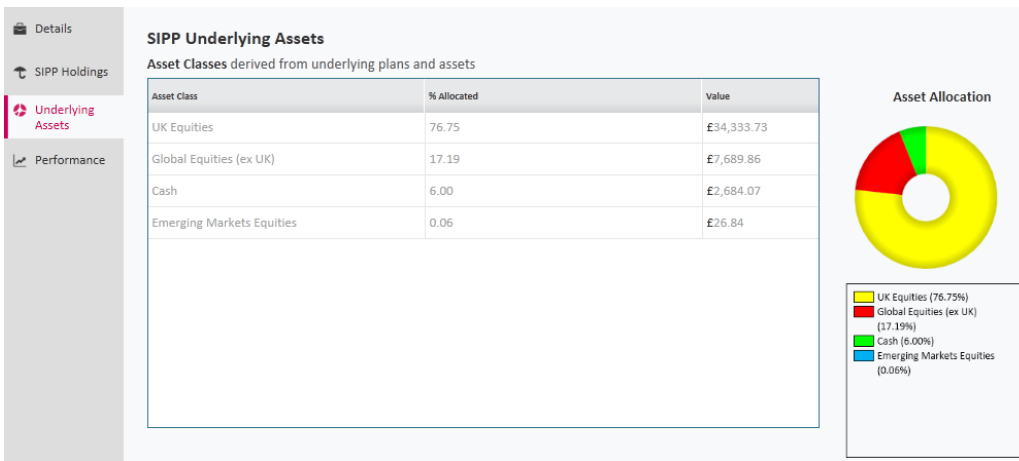 Details
SIPP Holdings
Underlying
Assets
Performance
SIPP Underlying Assets
Asset Classes derived from underlying plans and assets
Asset Class % Allocated Value
UK Equities 76.75 £34,333.73
Global Equities (ex UK) 17.19 £7,689.86
Cash 6.00 £2,684.07
Emerging Markets Equities 0.06 £26.84
Asset Allocation
UK Equities (76.75%)
Global Equities (ex UK)
(17.19%)
Cash (6.00%)
Emerging Markets Equities
(0.06%)